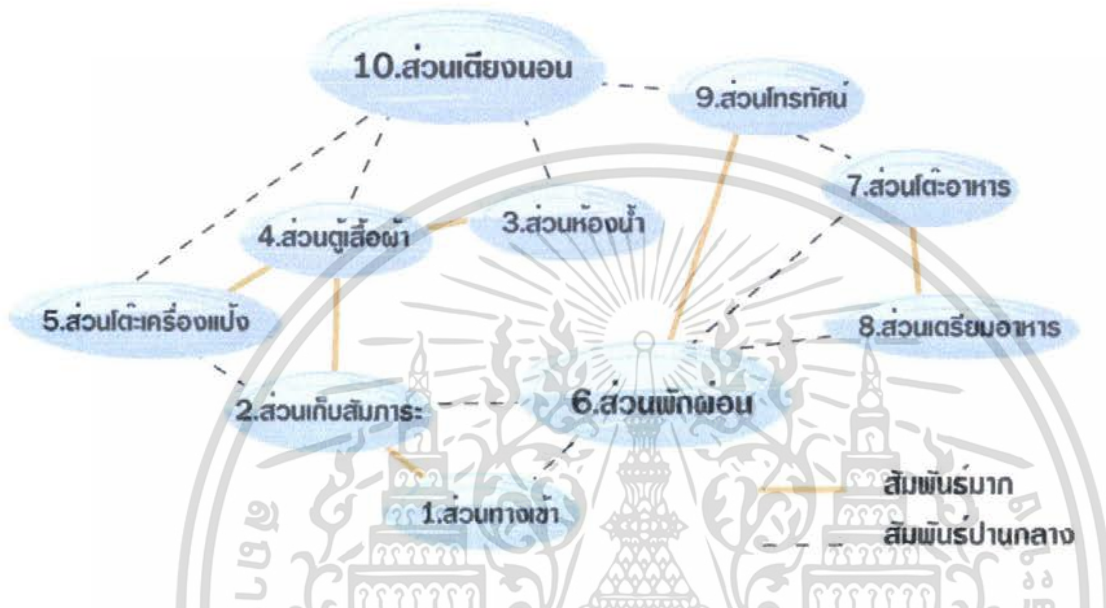 10.ส่วนเตียงนอน
9.ส่วนโทรทัศน์
7.ส่วนโต๊ะอาหาร
3.ส่วนห้องน้ำ
4.ส่วนตู้เสื้อผ้า
5.ส่วนโต๊ะเครื่องแป้ง
8.ส่วนเตรียมอาหาร
2.ส่วนเก็บสัมภาระ
6.ส่วนพักผ่อน
1.ส่วนทางเข้า
สัมพันธ์มาก
สัมพันธ์ปานกลาง